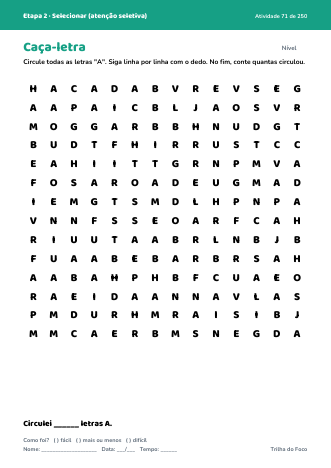 Etapa 2 · Selecionar (atenção seletiva)
Atividade 71 de 250
Caça-letra
Nível
Circule todas as letras "A". Siga linha por linha com o dedo. No fim, conte quantas circulou.
H A C A D A B V R E V S E G
A A P A I C B L J A O S V R
M O G G A R B B H N U D G T
B U D T F H I R R U S T C C
E A H I I T T G R N P M V A
F O S A R O A D E U G M A D
I E M G T S M D L H P N P A
V N N F S S E O A R F C A H
R I U U T A A B R L N B J B
F U A A B E B A R B R S A H
A A B A H P H B F C U A E O
R A E I D A A N N A V L A S
P M D U R H M R A I S I B J
M M C A E R B M S N E G D A
Circulei ______ letras A.
Como foi? ( ) fácil ( ) mais ou menos ( ) difícil
Nome: ____________________ Data: ___/___ Tempo: ______
Trilha do Foco